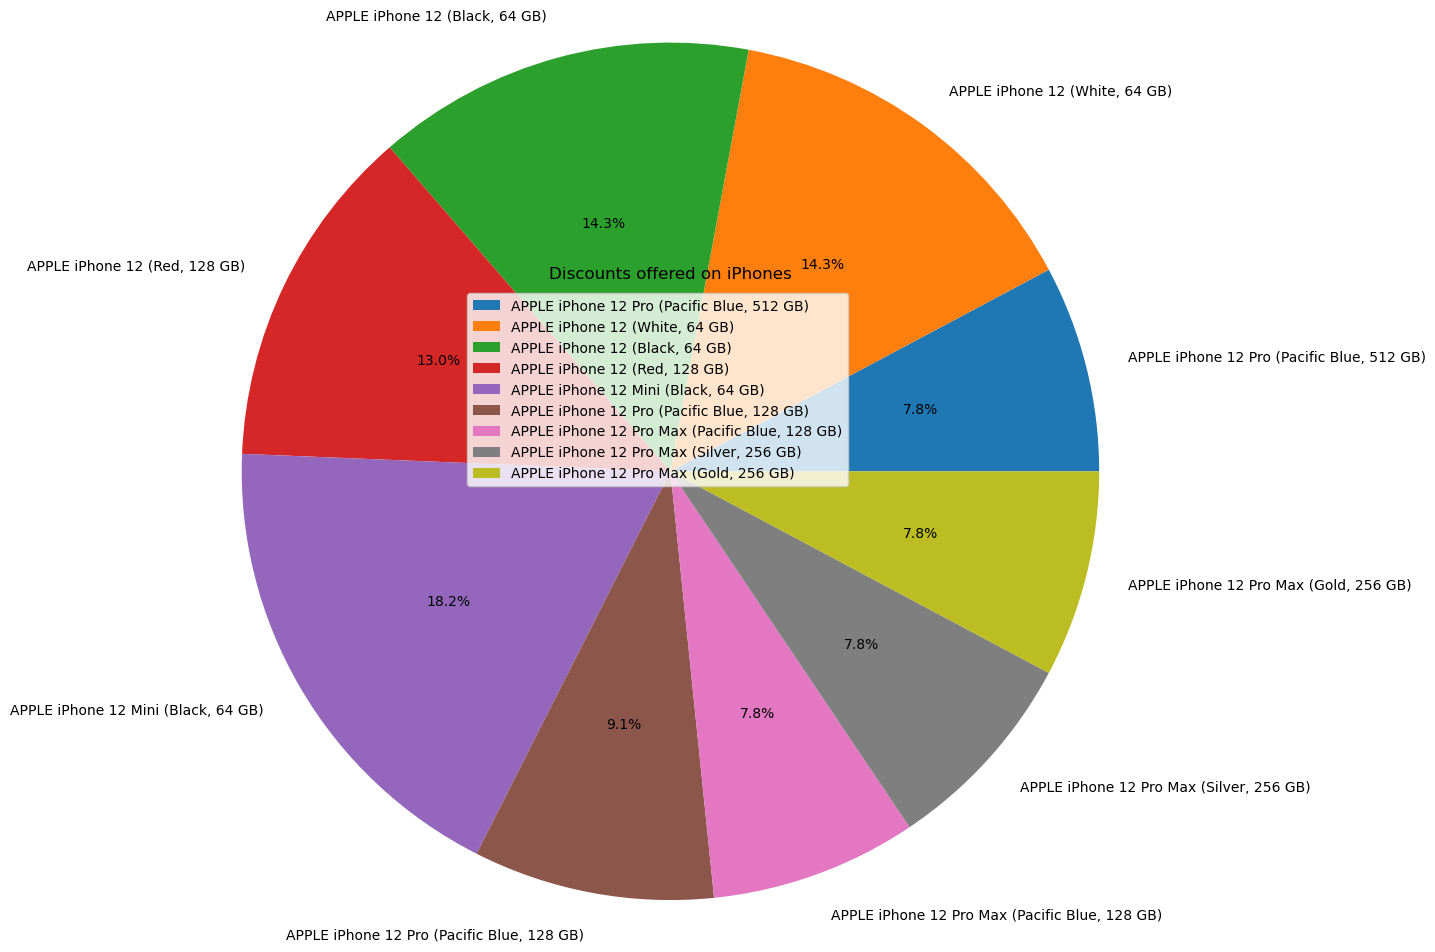 APPLE iPhone 12 (Black, 64 GB)
APPLE iPhone 12 (White, 64 GB)
14.3%
14.3%
APPLE iPhone 12 (Red, 128 GB)
Discounts offered on iPhones
APPLE iPhone 12 Pro (Pacific Blue, 512 GB)
APPLE iPhone 12 (White, 64 GB)
APPLE iPhone 12 (Black, 64 GB)
APPLE iPhone 12 (Red, 128 GB)
APPLE iPhone 12 Mini (Black, 64 GB)
APPLE iPhone 12 Pro (Pacific Blue, 128 GB)
APPLE iPhone 12 Pro Max (Pacific Blue, 128 GB)
APPLE iPhone 12 Pro Max (Silver, 256 GB)
APPLE iPhone 12 Pro Max (Gold, 256 GB)
13.0%
APPLE iPhone 12 Pro (Pacific Blue, 512 GB)
7.8%
7.8%
APPLE iPhone 12 Pro Max (Gold, 256 GB)
18.2%
7.8%
APPLE iPhone 12 Mini (Black, 64 GB)
9.1%
7.8%
APPLE iPhone 12 Pro Max (Silver, 256 GB)
APPLE iPhone 12 Pro Max (Pacific Blue, 128 GB)
APPLE iPhone 12 Pro (Pacific Blue, 128 GB)